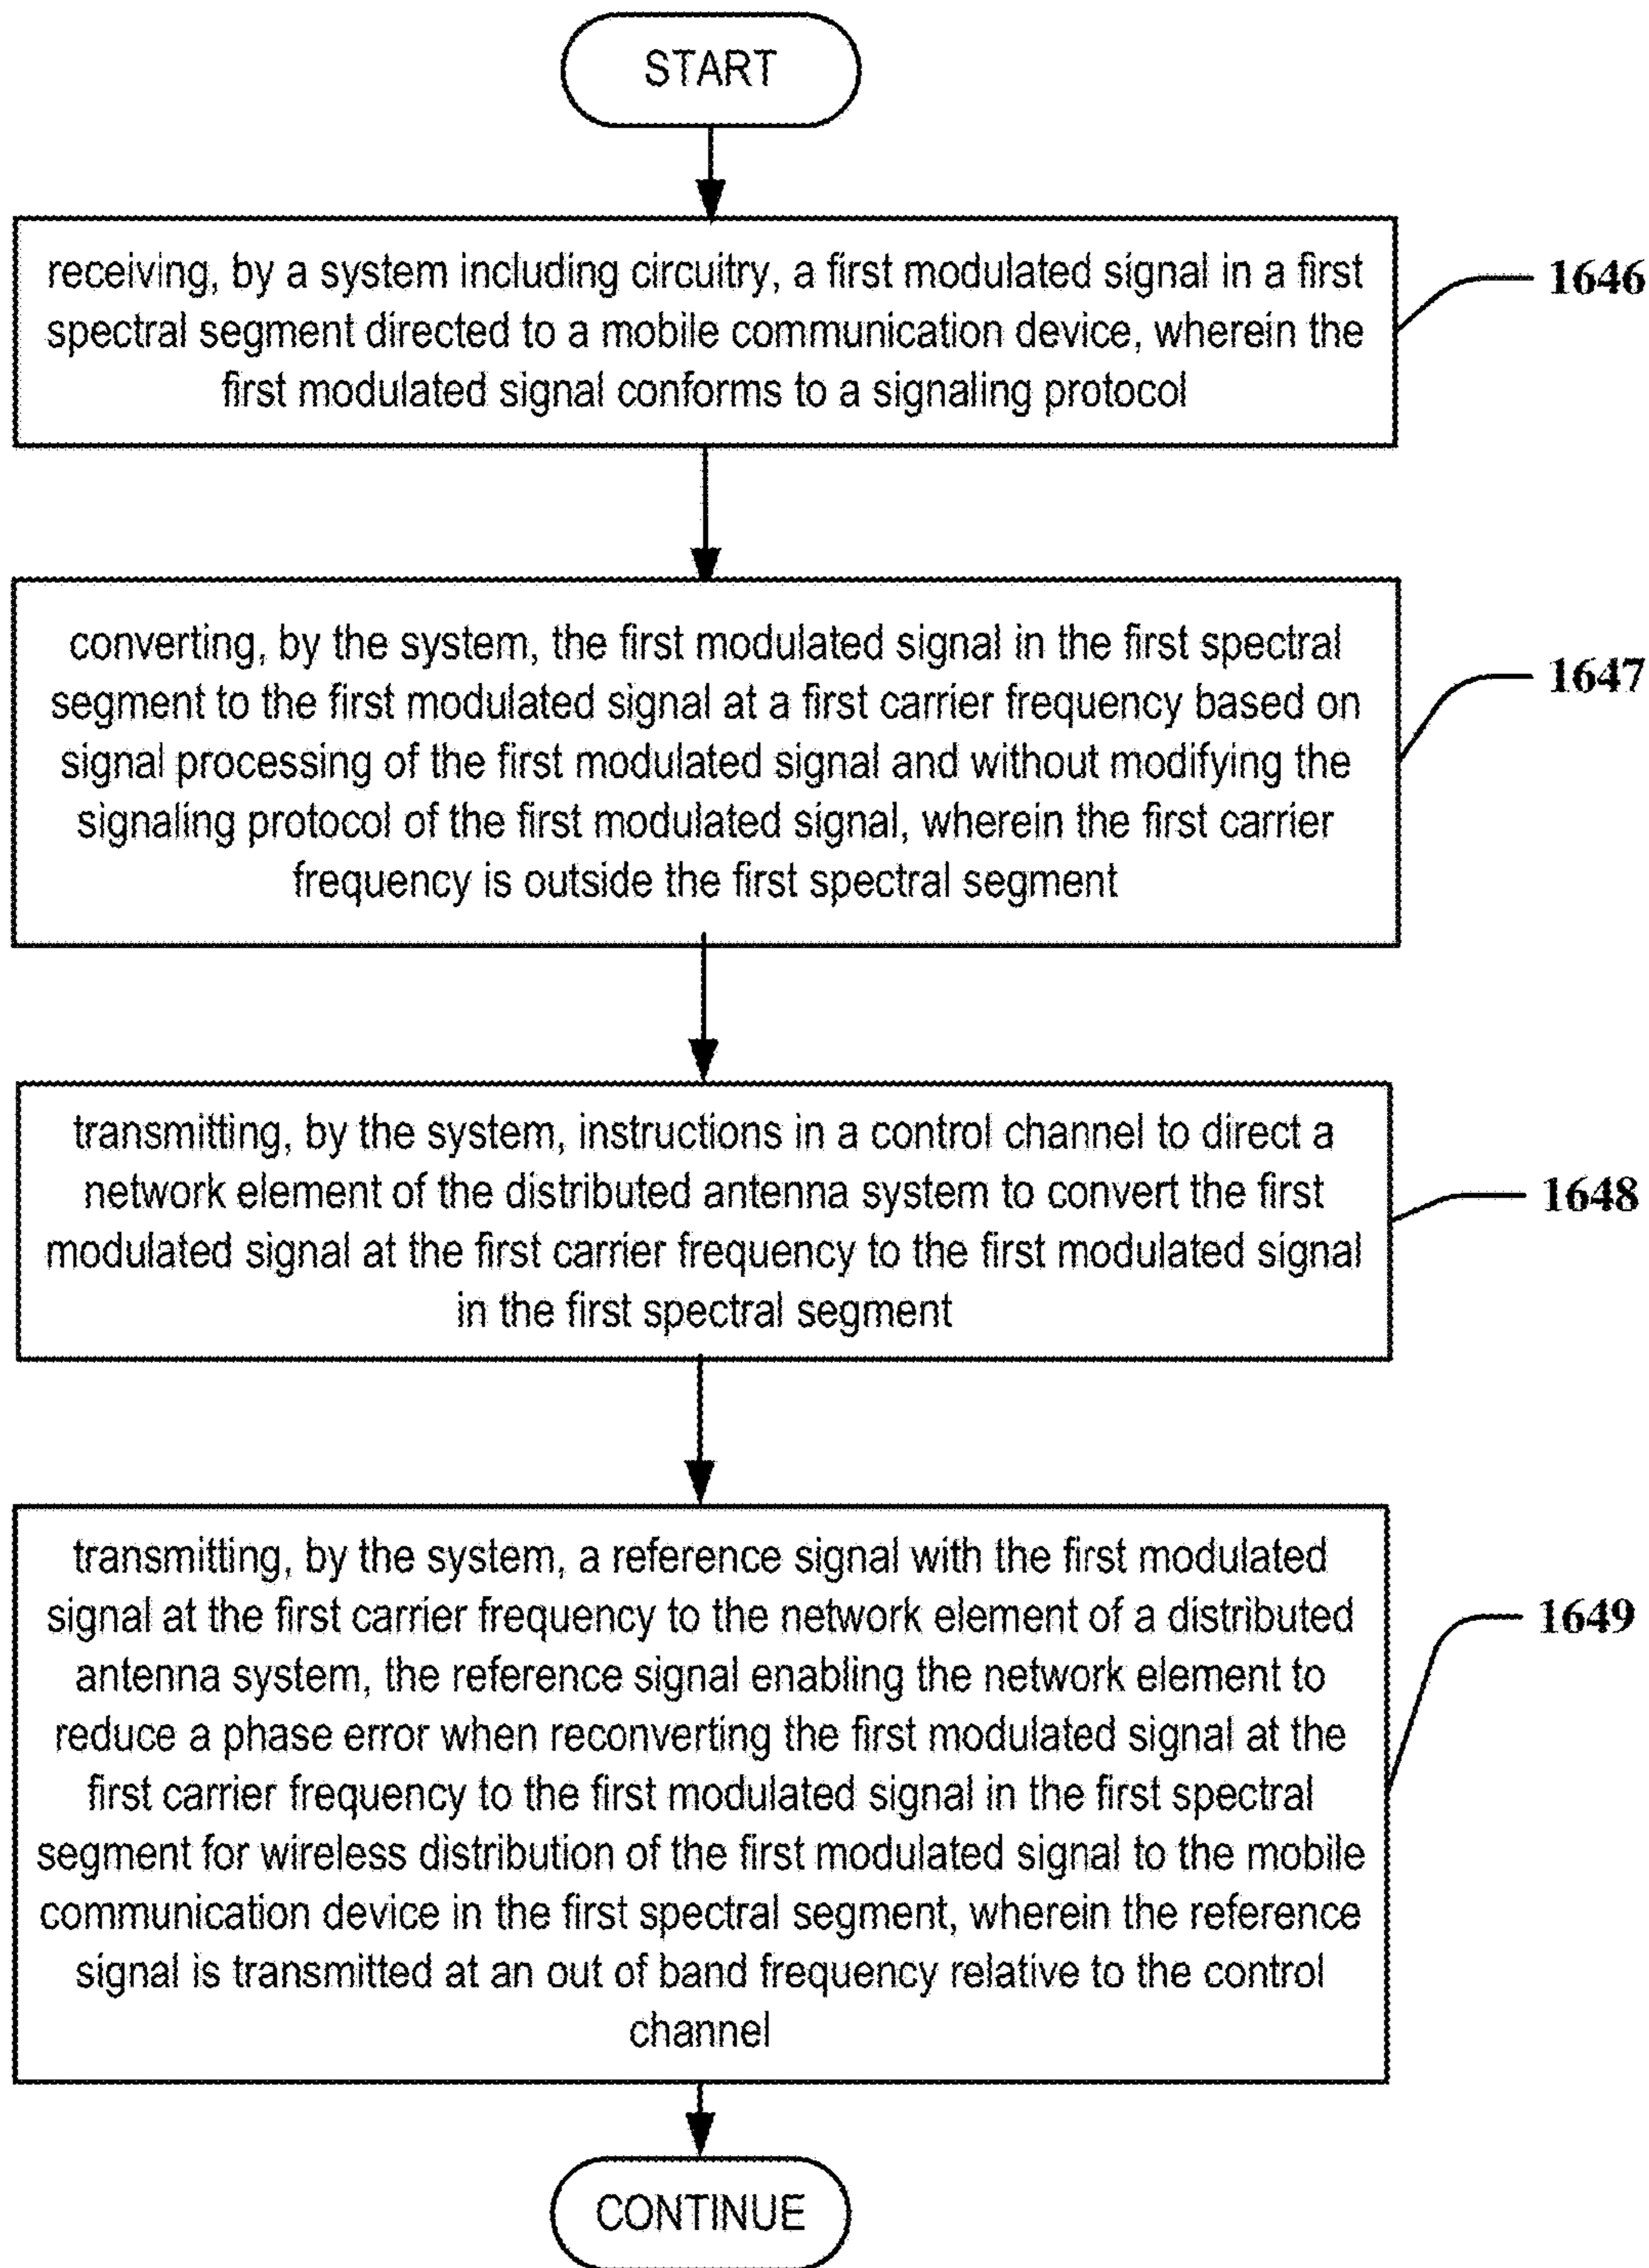 START
receiving, by a system including circuitry, a first modulated signal in a first
spectral segment directed to a mobile communication device, wherein the
first modulated signal conforms to a signaling protocol
1646
converting, by the system, the first modulated signal in the first spectral
segment to the first modulated signal at a first carrier frequency based on
signal processing of the first modulated signal and without modifying the
signaling protocol of the first modulated signal, wherein the first carrier
frequency is outside the first spectral segment
1647
transmitting, by the system, instructions in a control channel to direct a
network element of the distributed antenna system to convert the first
modulated signal at the first carrier frequency to the first modulated signal
in the first spectral segment
1648
transmitting, by the system, a reference signal with the first modulated
signal at the first carrier frequency to the network element of a distributed
antenna system, the reference signal enabling the network element to
reduce a phase error when reconverting the first modulated signal at the
first carrier frequency to the first modulated signal in the first spectral
segment for wireless distribution of the first modulated signal to the mobile
communication device in the first spectral segment, wherein the reference
signal is transmitted at an out of band frequency relative to the control
channel
1649
CONTINUE